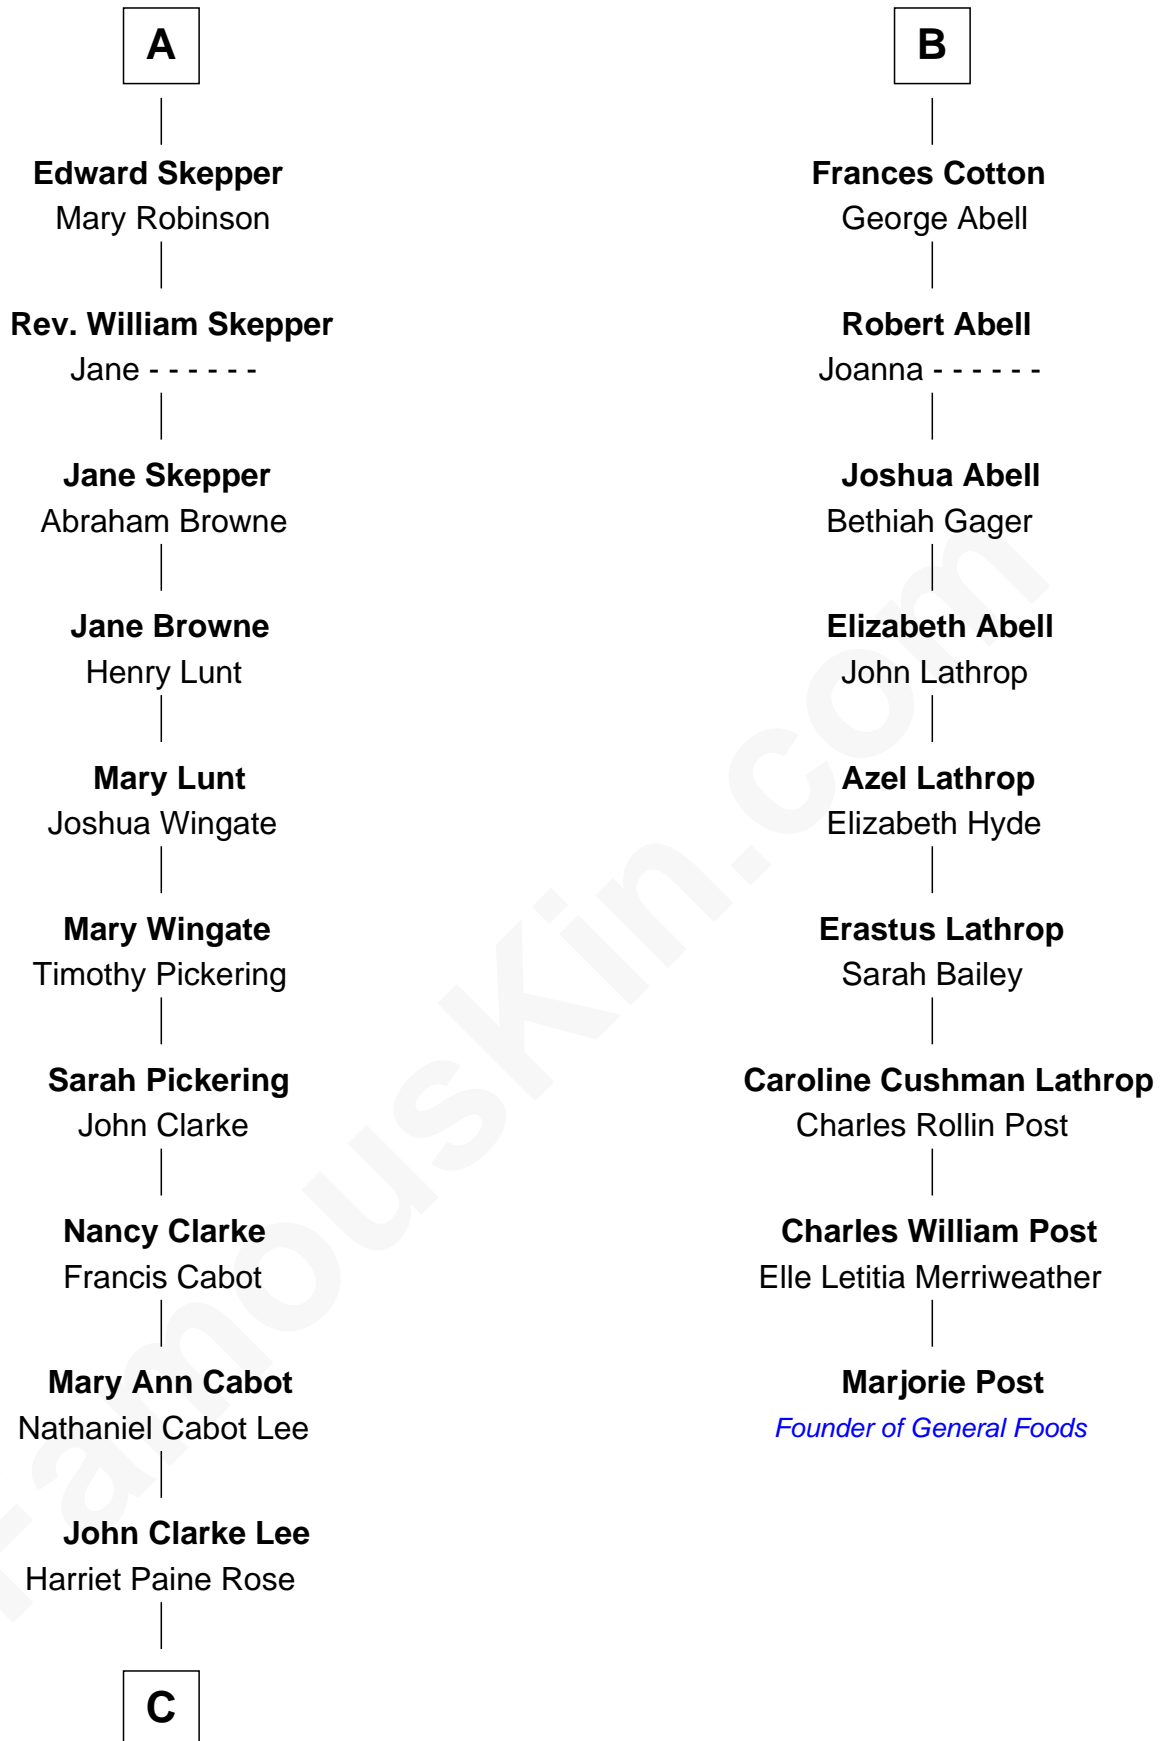 A
Edward Skepper
Mary Robinson
Rev. William Skepper
Jane - - - - - -
Jane Skepper
Abraham Browne
Jane Browne
Henry Lunt
Mary Lunt
Joshua Wingate
Mary Wingate
Timothy Pickering
Sarah Pickering
John Clarke
Nancy Clarke
Francis Cabot
Mary Ann Cabot
Nathaniel Cabot Lee
John Clarke Lee
Harriet Paine Rose
C
B
Frances Cotton
George Abell
Robert Abell
Joanna - - - - - -
Joshua Abell
Bethiah Gager
Elizabeth Abell
John Lathrop
Azel Lathrop
Elizabeth Hyde
Erastus Lathrop
Sarah Bailey
Caroline Cushman Lathrop
Charles Rollin Post
Charles William Post
Elle Letitia Merriweather
Marjorie Post
Founder of General Foods
FamousKin.com